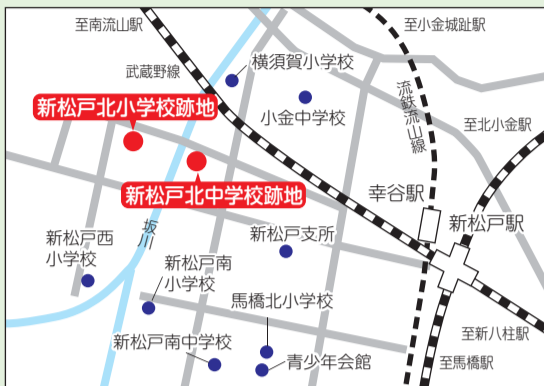 至南流山駅
至小金城趾駅
横須賀小学校
武蔵野線
流鉄流山線
新松戸北小学校跡地
小金中学校
至北小金駅
新松戸北中学校跡地
幸谷駅
新松戸駅
坂川
新松戸支所
新松戸西
小学校
新松戸南
小学校
馬橋北小学校
至新八柱駅
新松戸南中学校
青少年会館
至馬橋駅